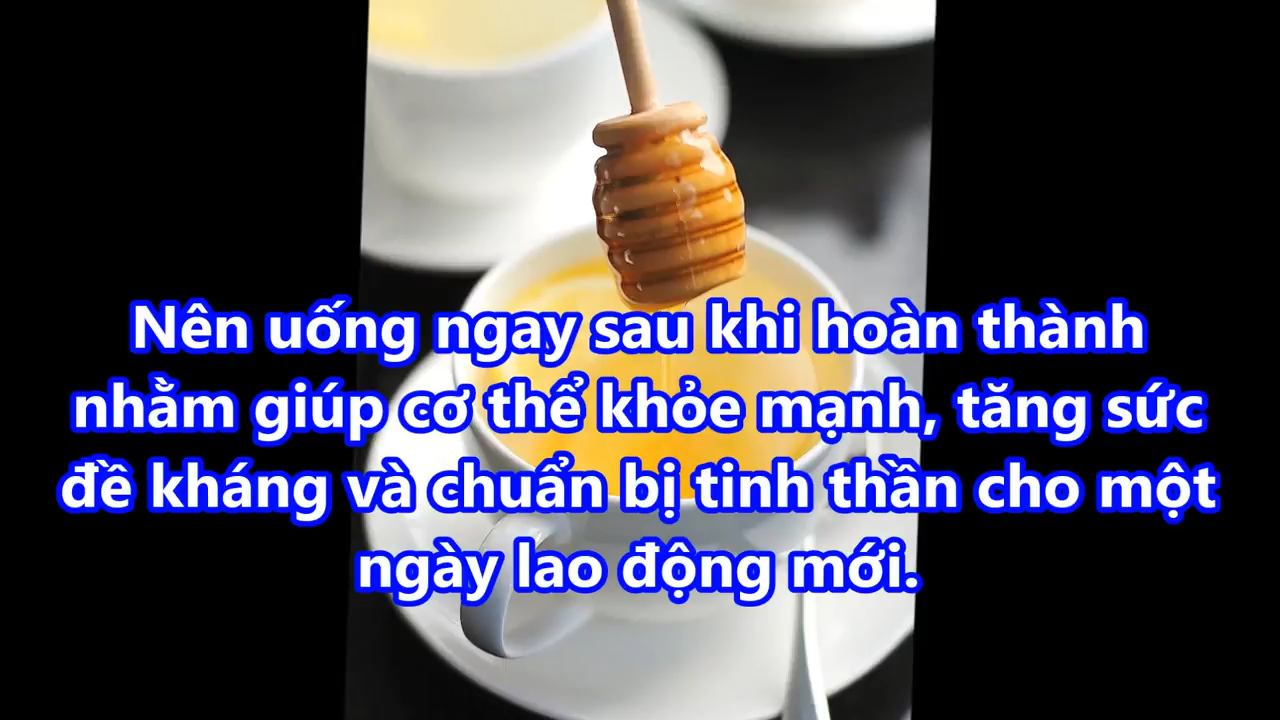 Nên uống ngay sau khi hoàn thành
nhằm giúp cơ thể khỏe mạnh, tăng sức
đề kháng và chuẩn bị tinh thần cho một
ngày lao động mới.